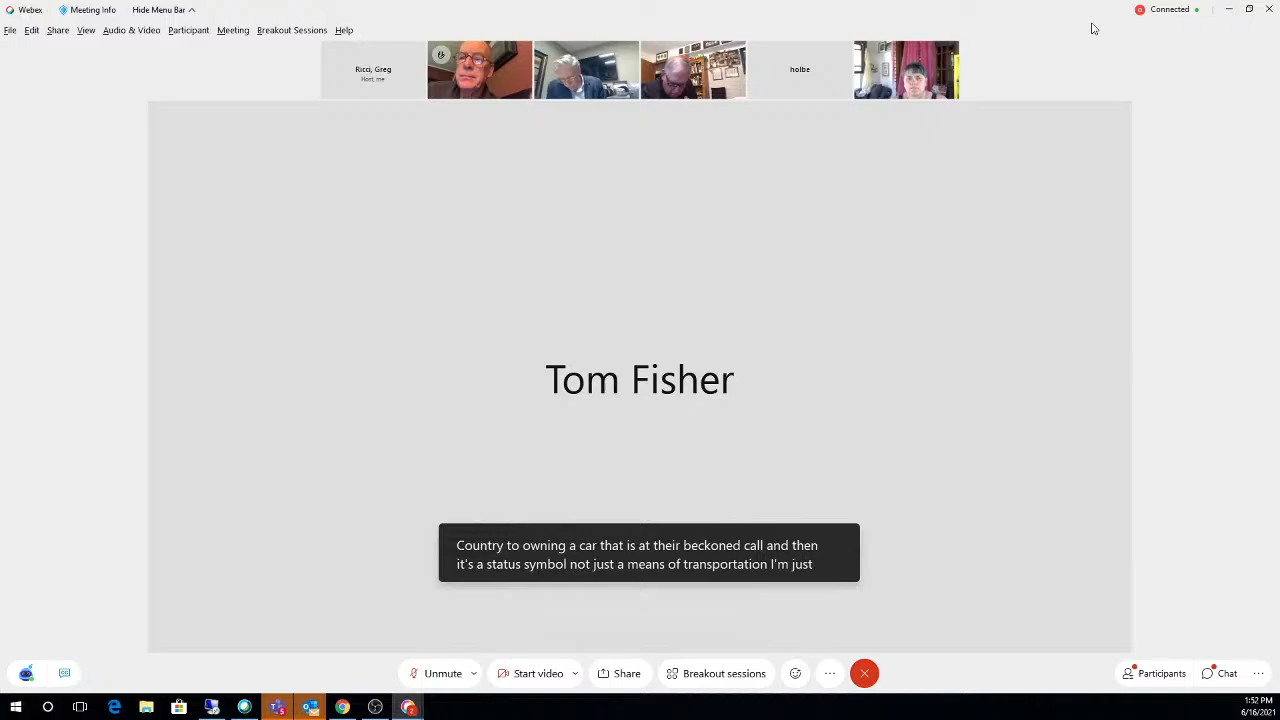 Webex
Meeting Info
Hide Menu Bar
Connected
File
Edit
Share
View
Audio & Video
Participant
Meeting
Breakout Sessions
Help
Ricci, Greg
Host, me
holbe
Tom Fisher
Country to owning a car that is at their beckoned call and then
it's a status symbol not just a means of transportation I'm just
Unmute
Start video
Share
Breakout sessions
Participants
Chat
1:52 PM
6/16/2021